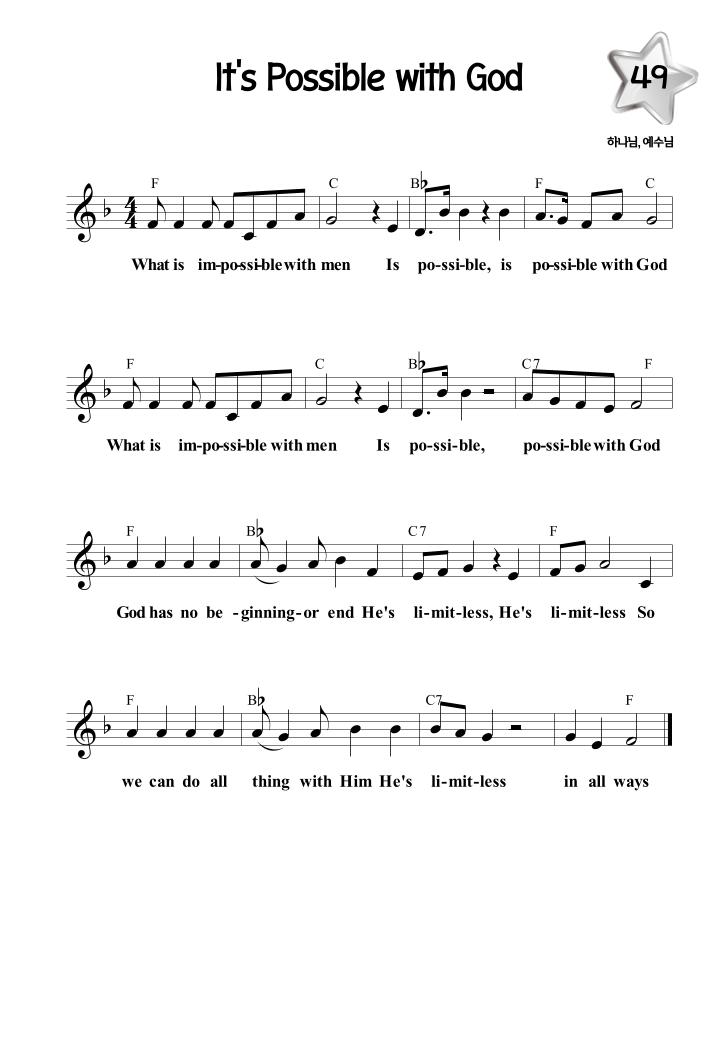 It's Possible with God
49
하나님, 예수님
F C B♭ F C
4/4
What is im-po-ssi-ble with men Is po-ssi-ble, is po-ssi-ble with God
F C B♭ C7 F
What is im-po-ssi-ble with men Is po-ssi-ble, po-ssi-ble with God
F B♭ C7 F
God has no be-ginning-or end He's li-mit-less, He's li-mit-less So
F B♭ C7 F
we can do all thing with Him He's li-mit-less in all ways